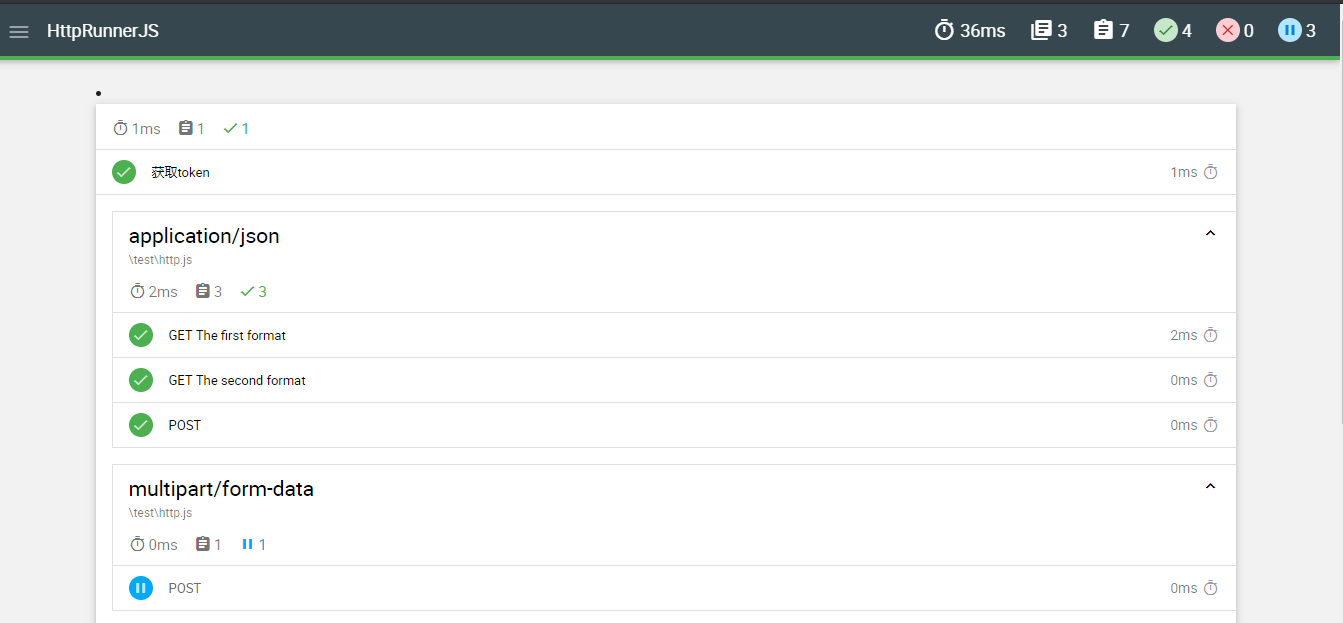 HttpRunnerJS 36ms 3 7 4 0 3
1ms 1 1
获取token 1ms
application/json
\test\http.js
2ms 3 3
GET The first format 2ms
GET The second format 0ms
POST 0ms
multipart/form-data
\test\http.js
0ms 1 1
POST 0ms